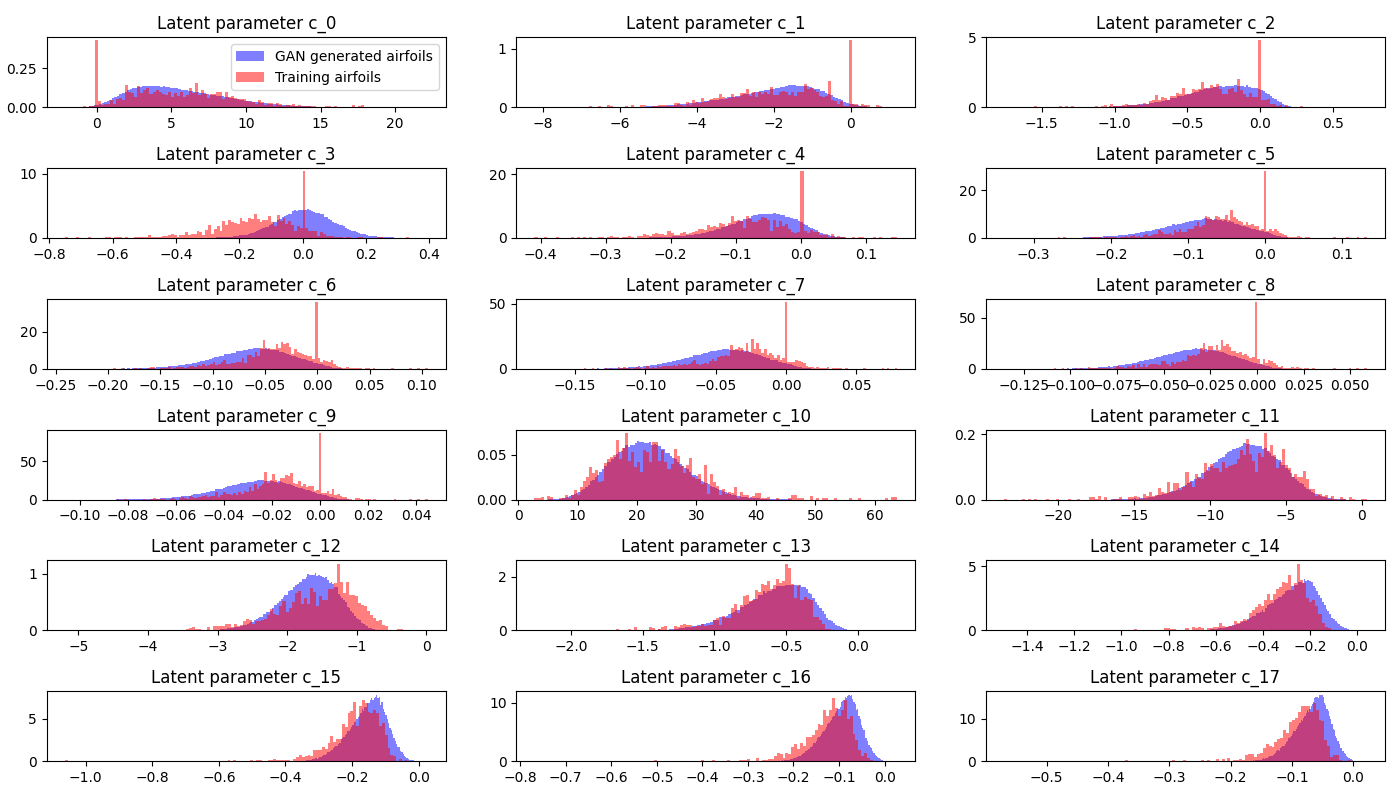 Latent parameter c_0
0.25
0.00
0 5 10 15 20
GAN generated airfoils
Training airfoils
Latent parameter c_1
1
0
−8 −6 −4 −2 0
Latent parameter c_2
5
0
−1.5 −1.0 −0.5 0.0 0.5
Latent parameter c_3
10
0
−0.8 −0.6 −0.4 −0.2 0.0 0.2 0.4
Latent parameter c_4
20
0
−0.4 −0.3 −0.2 −0.1 0.0 0.1
Latent parameter c_5
20
0
−0.3 −0.2 −0.1 0.0 0.1
Latent parameter c_6
20
0
−0.25 −0.20 −0.15 −0.10 −0.05 0.00 0.05 0.10
Latent parameter c_7
50
0
−0.15 −0.10 −0.05 0.00 0.05
Latent parameter c_8
50
0
−0.125 −0.100 −0.075 −0.050 −0.025 0.000 0.025 0.050
Latent parameter c_9
50
0
−0.10 −0.08 −0.06 −0.04 −0.02 0.00 0.02 0.04
Latent parameter c_10
0.05
0.00
0 10 20 30 40 50 60
Latent parameter c_11
0.2
0.0
−20 −15 −10 −5 0
Latent parameter c_12
1
0
−5 −4 −3 −2 −1 0
Latent parameter c_13
2
0
−2.0 −1.5 −1.0 −0.5 0.0
Latent parameter c_14
5
0
−1.4 −1.2 −1.0 −0.8 −0.6 −0.4 −0.2 0.0
Latent parameter c_15
5
0
−1.0 −0.8 −0.6 −0.4 −0.2 0.0
Latent parameter c_16
10
0
−0.8 −0.7 −0.6 −0.5 −0.4 −0.3 −0.2 −0.1 0.0
Latent parameter c_17
10
0
−0.5 −0.4 −0.3 −0.2 −0.1 0.0